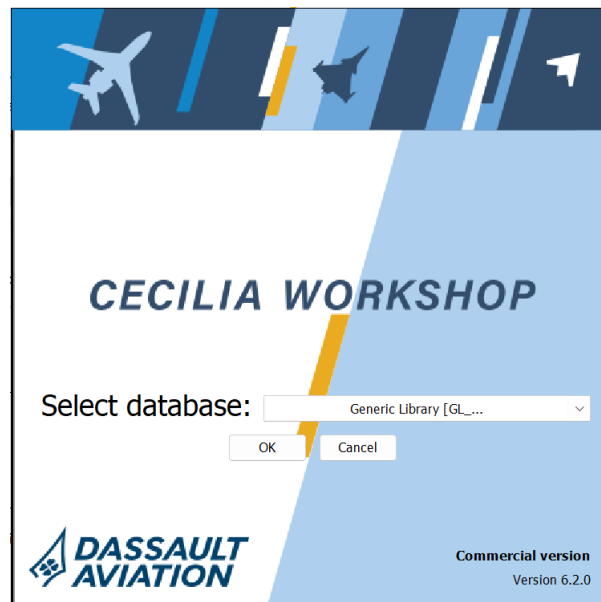 CECILIA WORKSHOP
Select database: Generic Library [GL_...
OK Cancel
DASSAULT
AVIATION
Commercial version
Version 6.2.0